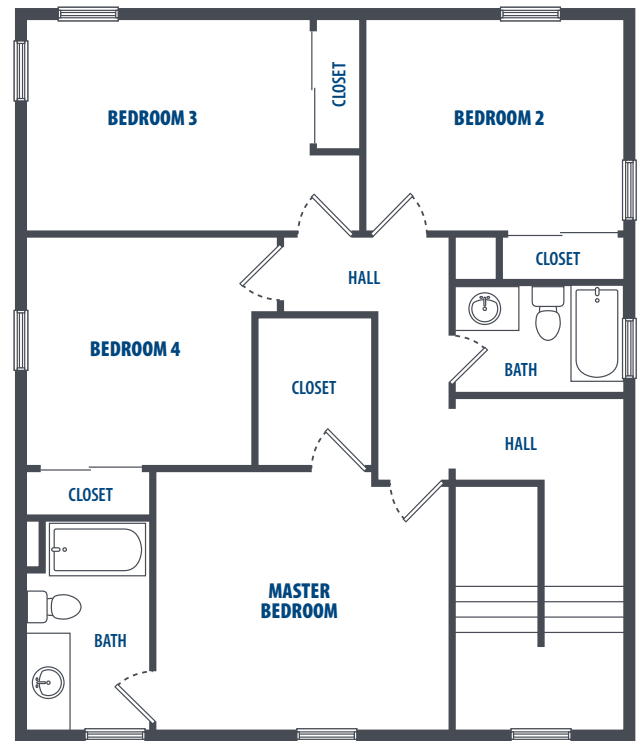 BEDROOM 3
CLOSET
BEDROOM 2
HALL
CLOSET
BEDROOM 4
BATH
CLOSET
HALL
CLOSET
MASTER
BEDROOM
BATH